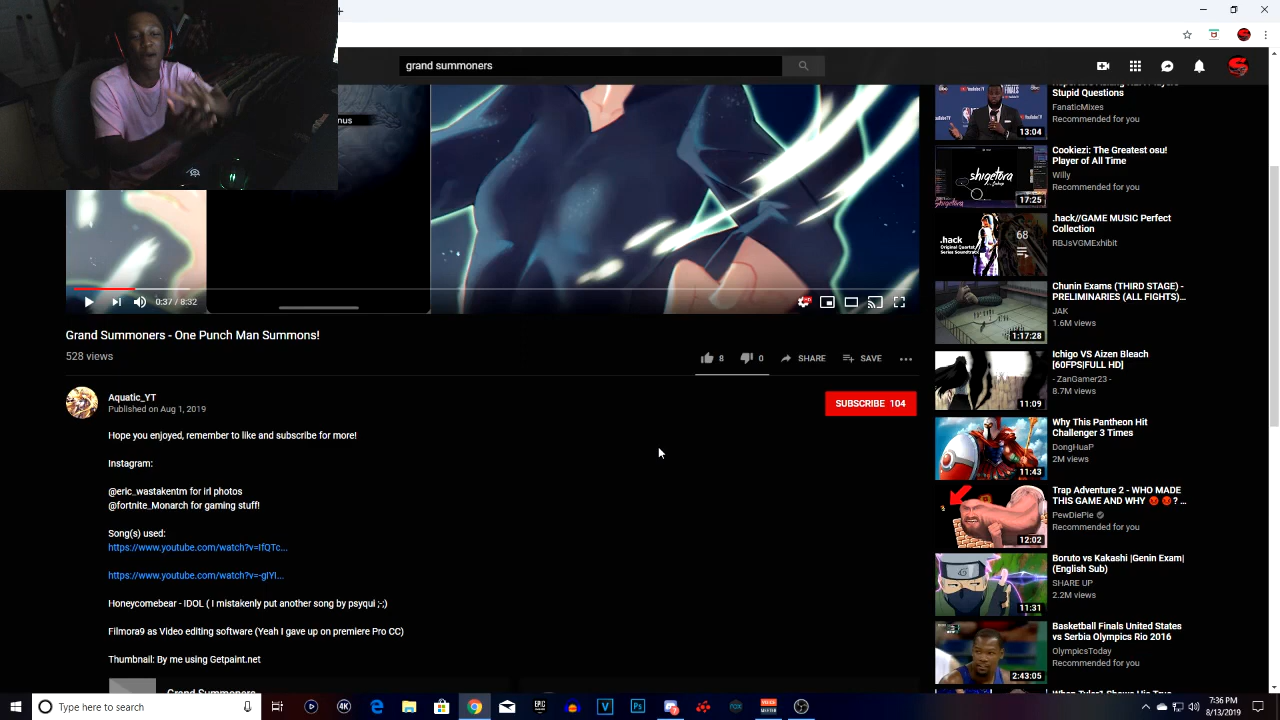 grand summoners
nus
0:37 / 8:32
Grand Summoners - One Punch Man Summons!
528 views
8
0
SHARE
SAVE
Aquatic_YT
Published on Aug 1, 2019
SUBSCRIBE 104
Hope you enjoyed, remember to like and subscribe for more!
Instagram:
@eric_wastakentm for irl photos
@fortnite_Monarch for gaming stuff!
Song(s) used:
https://www.youtube.com/watch?v=IfQTc...
https://www.youtube.com/watch?v=-gIYI...
Honeycomebear - IDOL ( I mistakenly put another song by psyqui ;-;)
Filmora9 as Video editing software (Yeah I gave up on premiere Pro CC)
Thumbnail: By me using Getpaint.net
Grand Summoners
Stupid Questions
FanaticMixes
Recommended for you
FINALS
13:04
Cookiezi: The Greatest osu!
Player of All Time
Willy
Recommended for you
shigetora
17:25
.hack//GAME MUSIC Perfect
Collection
RBJsVGMExhibit
.hack
68
Chunin Exams (THIRD STAGE) -
PRELIMINARIES (ALL FIGHTS)...
JAK
1.6M views
1:17:28
Ichigo VS Aizen Bleach
[60FPS|FULL HD]
- ZanGamer23 -
8.7M views
11:09
Why This Pantheon Hit
Challenger 3 Times
DongHuaP
2M views
11:43
Trap Adventure 2 - WHO MADE
THIS GAME AND WHY 😡 😡? ...
PewDiePie
Recommended for you
12:02
Boruto vs Kakashi |Genin Exam|
(English Sub)
SHARE UP
2.2M views
11:31
Basketball Finals United States
vs Serbia Olympics Rio 2016
OlympicsToday
Recommended for you
2:43:05
Type here to search
4K
EPIC
V
Ps
rox
7:36 PM
8/13/2019